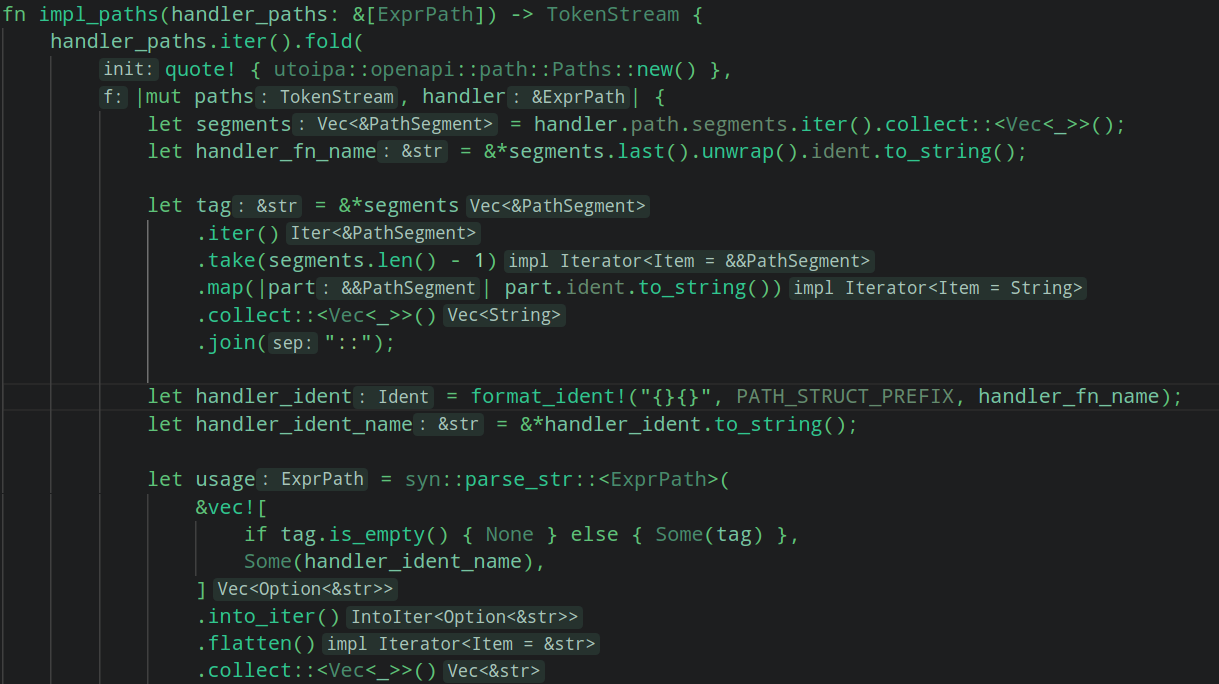 fn impl_paths(handler_paths: &[ExprPath]) -> TokenStream {
handler_paths.iter().fold(
init: quote! { utoipa::openapi::path::Paths::new() },
f: |mut paths: TokenStream, handler: &ExprPath| {
let segments: Vec<&PathSegment> = handler.path.segments.iter().collect::<Vec<_>>();
let handler_fn_name: &str = &*segments.last().unwrap().ident.to_string();
let tag: &str = &*segments Vec<&PathSegment>
.iter() Iter<&PathSegment>
.take(segments.len() - 1) impl Iterator<Item = &&PathSegment>
.map(|part: &&PathSegment| part.ident.to_string()) impl Iterator<Item = String>
.collect::<Vec<_>>() Vec<String>
.join(sep: "::");
let handler_ident: Ident = format_ident!("{}{}", PATH_STRUCT_PREFIX, handler_fn_name);
let handler_ident_name: &str = &*handler_ident.to_string();
let usage: ExprPath = syn::parse_str::<ExprPath>(
&vec![
if tag.is_empty() { None } else { Some(tag) },
Some(handler_ident_name),
] Vec<Option<&str>>
.into_iter() IntoIter<Option<&str>>
.flatten() impl Iterator<Item = &str>
.collect::<Vec<_>>() Vec<&str>